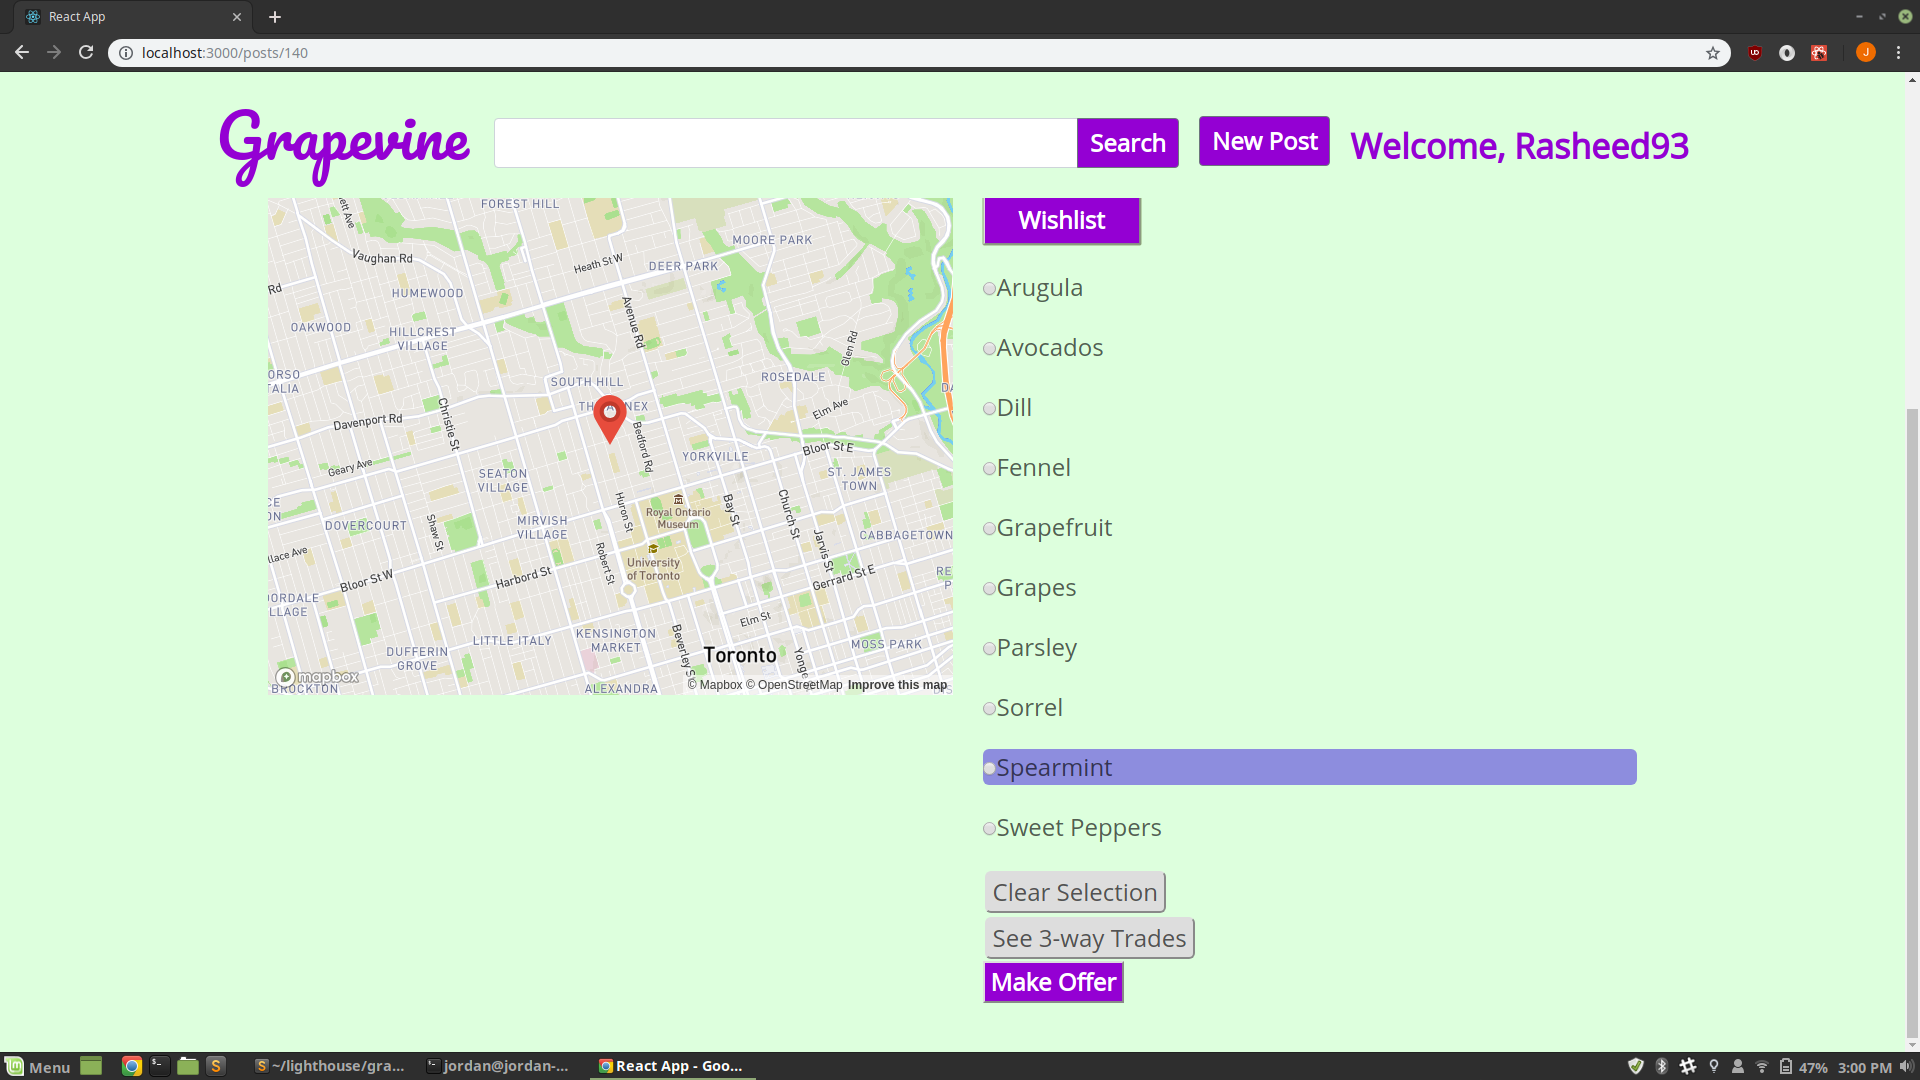 React App
localhost:3000/posts/140
J
Grapevine
Search
New Post
Welcome, Rasheed93
FOREST HILL
MOORE PARK
Vaughan Rd
Heath St W
DEER PARK
Rd
HUMEWOOD
Avenue Rd
OAKWOOD
HILLCREST
VILLAGE
Glen Rd
SOUTH HILL
ROSEDALE
Christie St
Davenport Rd
Elm Ave
Bedford Rd
Bloor St E
Geary Ave
YORKVILLE
SEATON
VILLAGE
ST. JAMES
TOWN
Huron St
Bay St
Church St
Royal Ontario
Museum
DOVERCOURT
Shaw St
MIRVISH
VILLAGE
Jarvis St
CABBAGETOWN
Robert St
University
of Toronto
Bloor St W
Harbord St
Gerrard St E
Elm St
LITTLE ITALY
KENSINGTON
MARKET
Beverley S
MOSS PARK
DUFFERIN
GROVE
Toronto
Yonge
mapbox
BROCKTON
ALEXANDRA
© Mapbox © OpenStreetMap Improve this map
Wishlist
Arugula
Avocados
Dill
Fennel
Grapefruit
Grapes
Parsley
Sorrel
Spearmint
Sweet Peppers
Clear Selection
See 3-way Trades
Make Offer
Menu
~/lighthouse/gra...
jordan@jordan-...
React App - Goo...
47%
3:00 PM